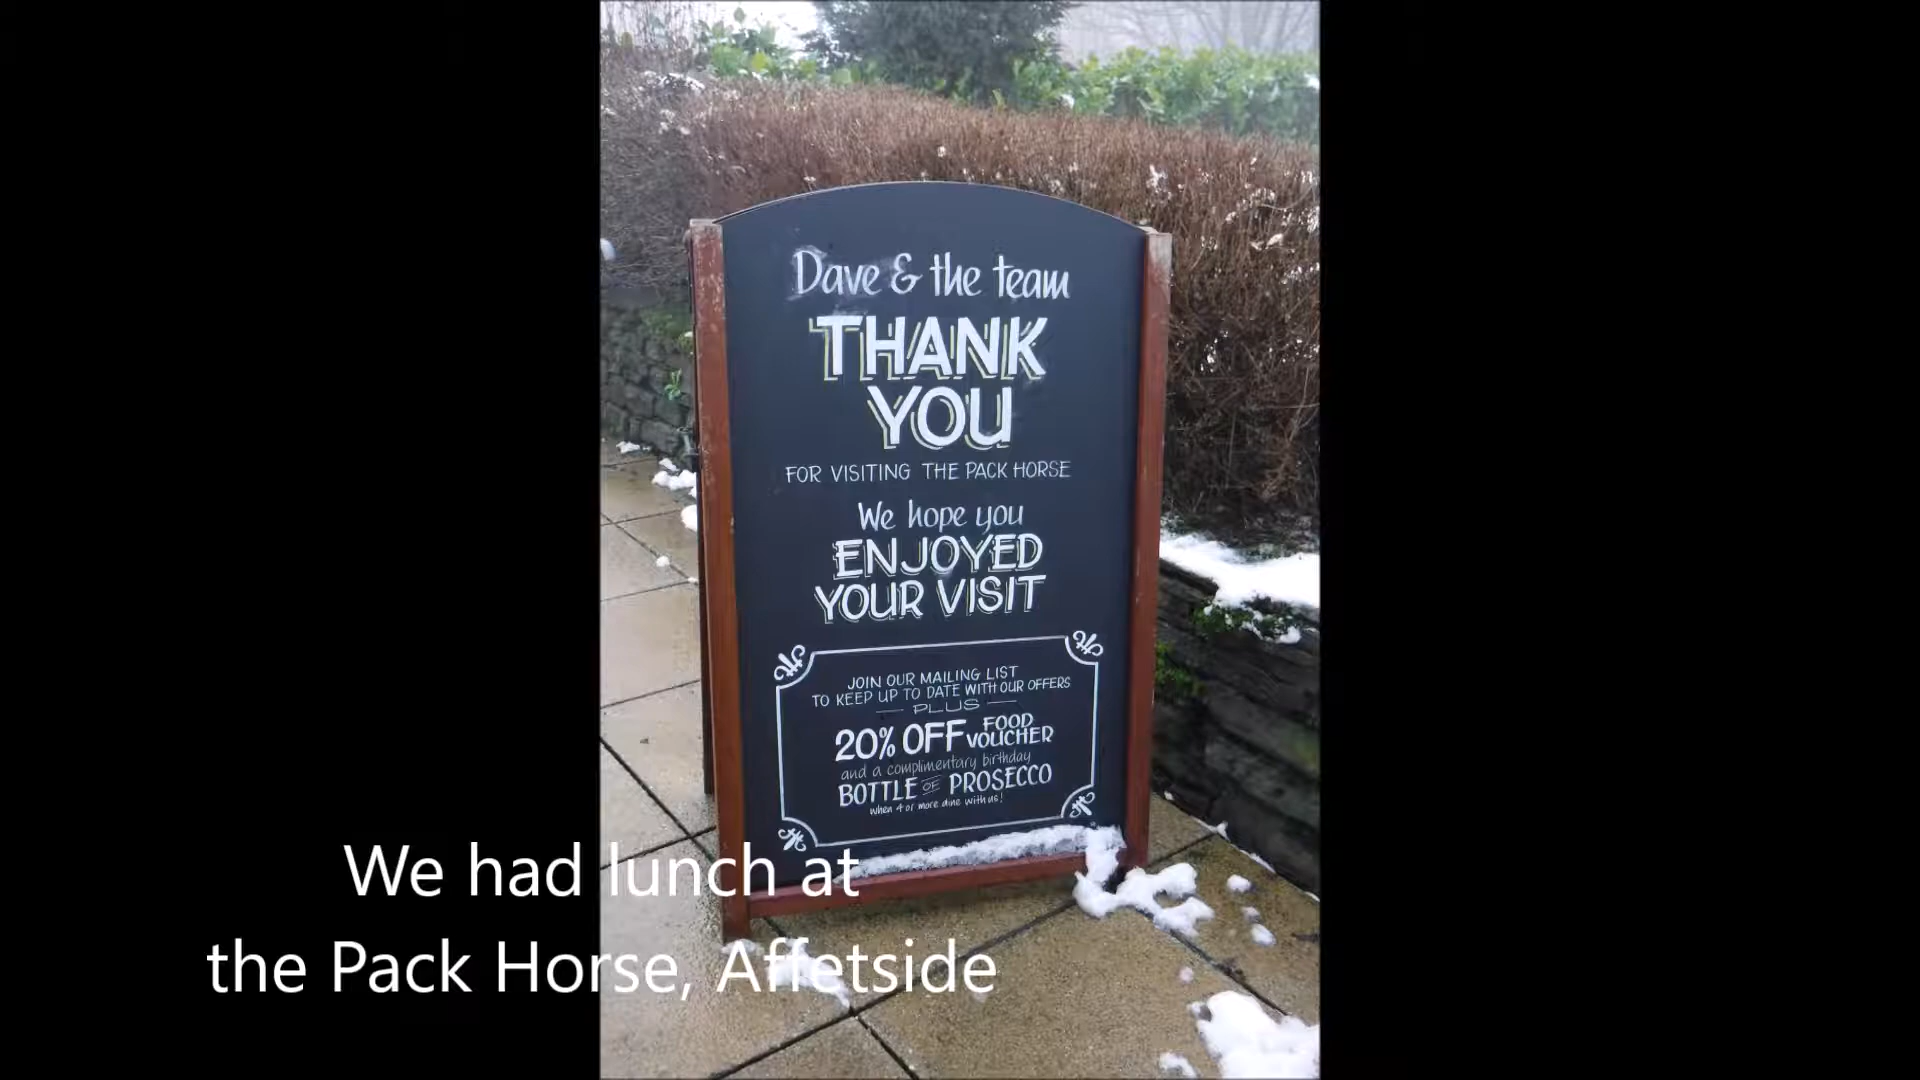 Dave & the team
THANK
YOU
FOR VISITING THE PACK HORSE
We hope you
ENJOYED
YOUR VISIT
JOIN OUR MAILING LIST
TO KEEP UP TO DATE WITH OUR OFFERS
PLUS
20% OFF FOOD VOUCHER
and a complimentary birthday
BOTTLE OF PROSECCO
when 4 or more dine with us!
We had lunch at
the Pack Horse, Affetside